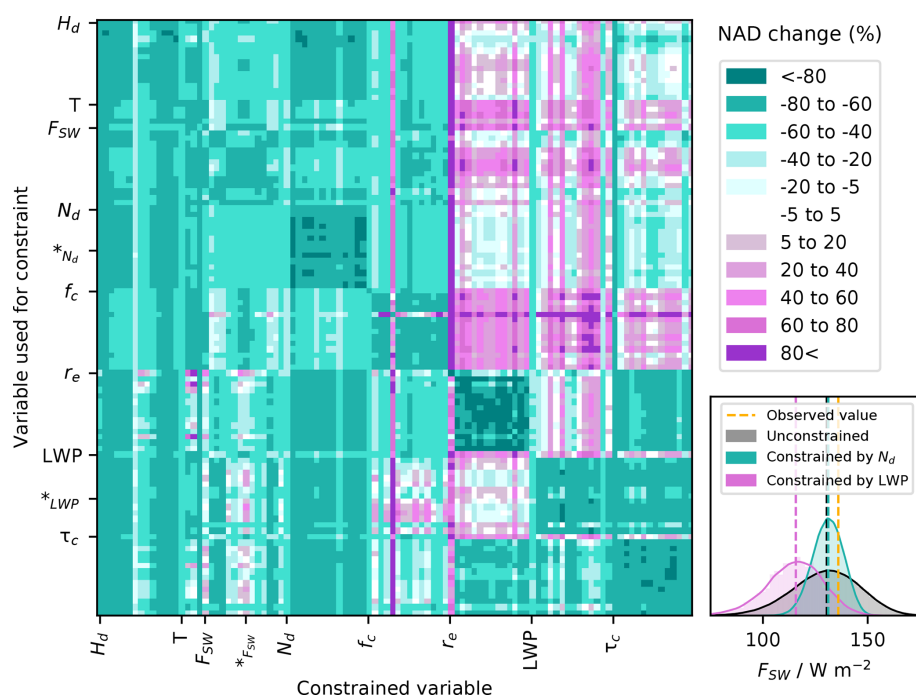 H_d
T
F_SW
N_d
*_N_d
f_c
r_e
LWP
*_LWP
τ_c
Variable used for constraint
H_d
T
F_SW
*_F_SW
N_d
f_c
r_e
LWP
τ_c
Constrained variable
NAD change (%)
<-80
-80 to -60
-60 to -40
-40 to -20
-20 to -5
-5 to 5
5 to 20
20 to 40
40 to 60
60 to 80
80<
Observed value
Unconstrained
Constrained by N_d
Constrained by LWP
100
150
F_SW / W m⁻²